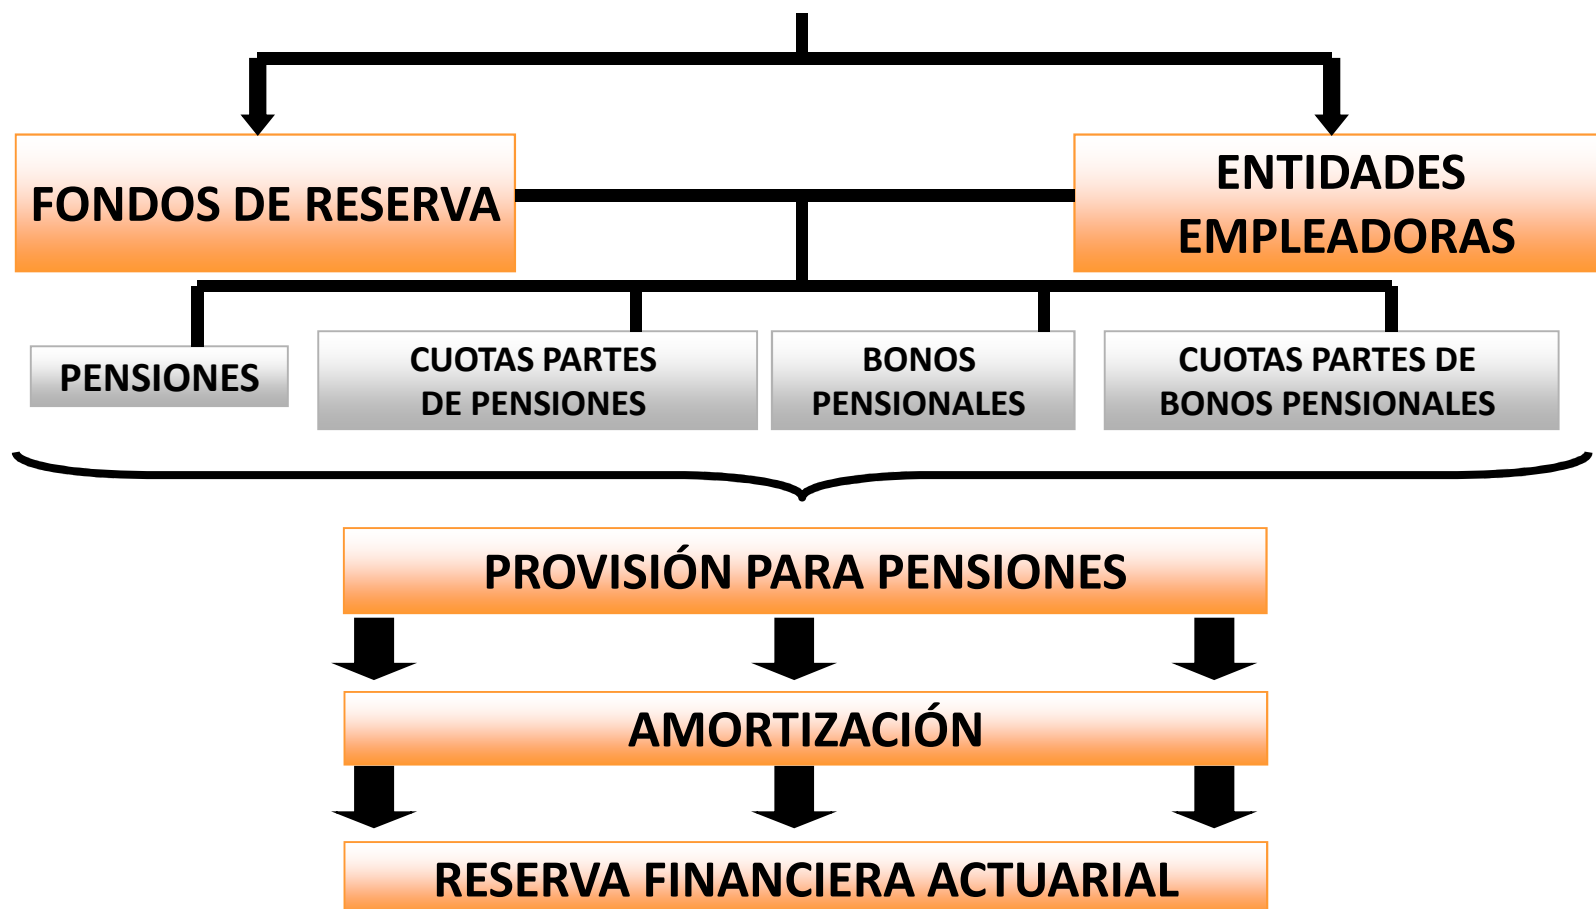 FONDOS DE RESERVA
ENTIDADES
EMPLEADORAS
PENSIONES
CUOTAS PARTES
DE PENSIONES
BONOS
PENSIONALES
CUOTAS PARTES DE
BONOS PENSIONALES
PROVISIÓN PARA PENSIONES
AMORTIZACIÓN
RESERVA FINANCIERA ACTUARIAL